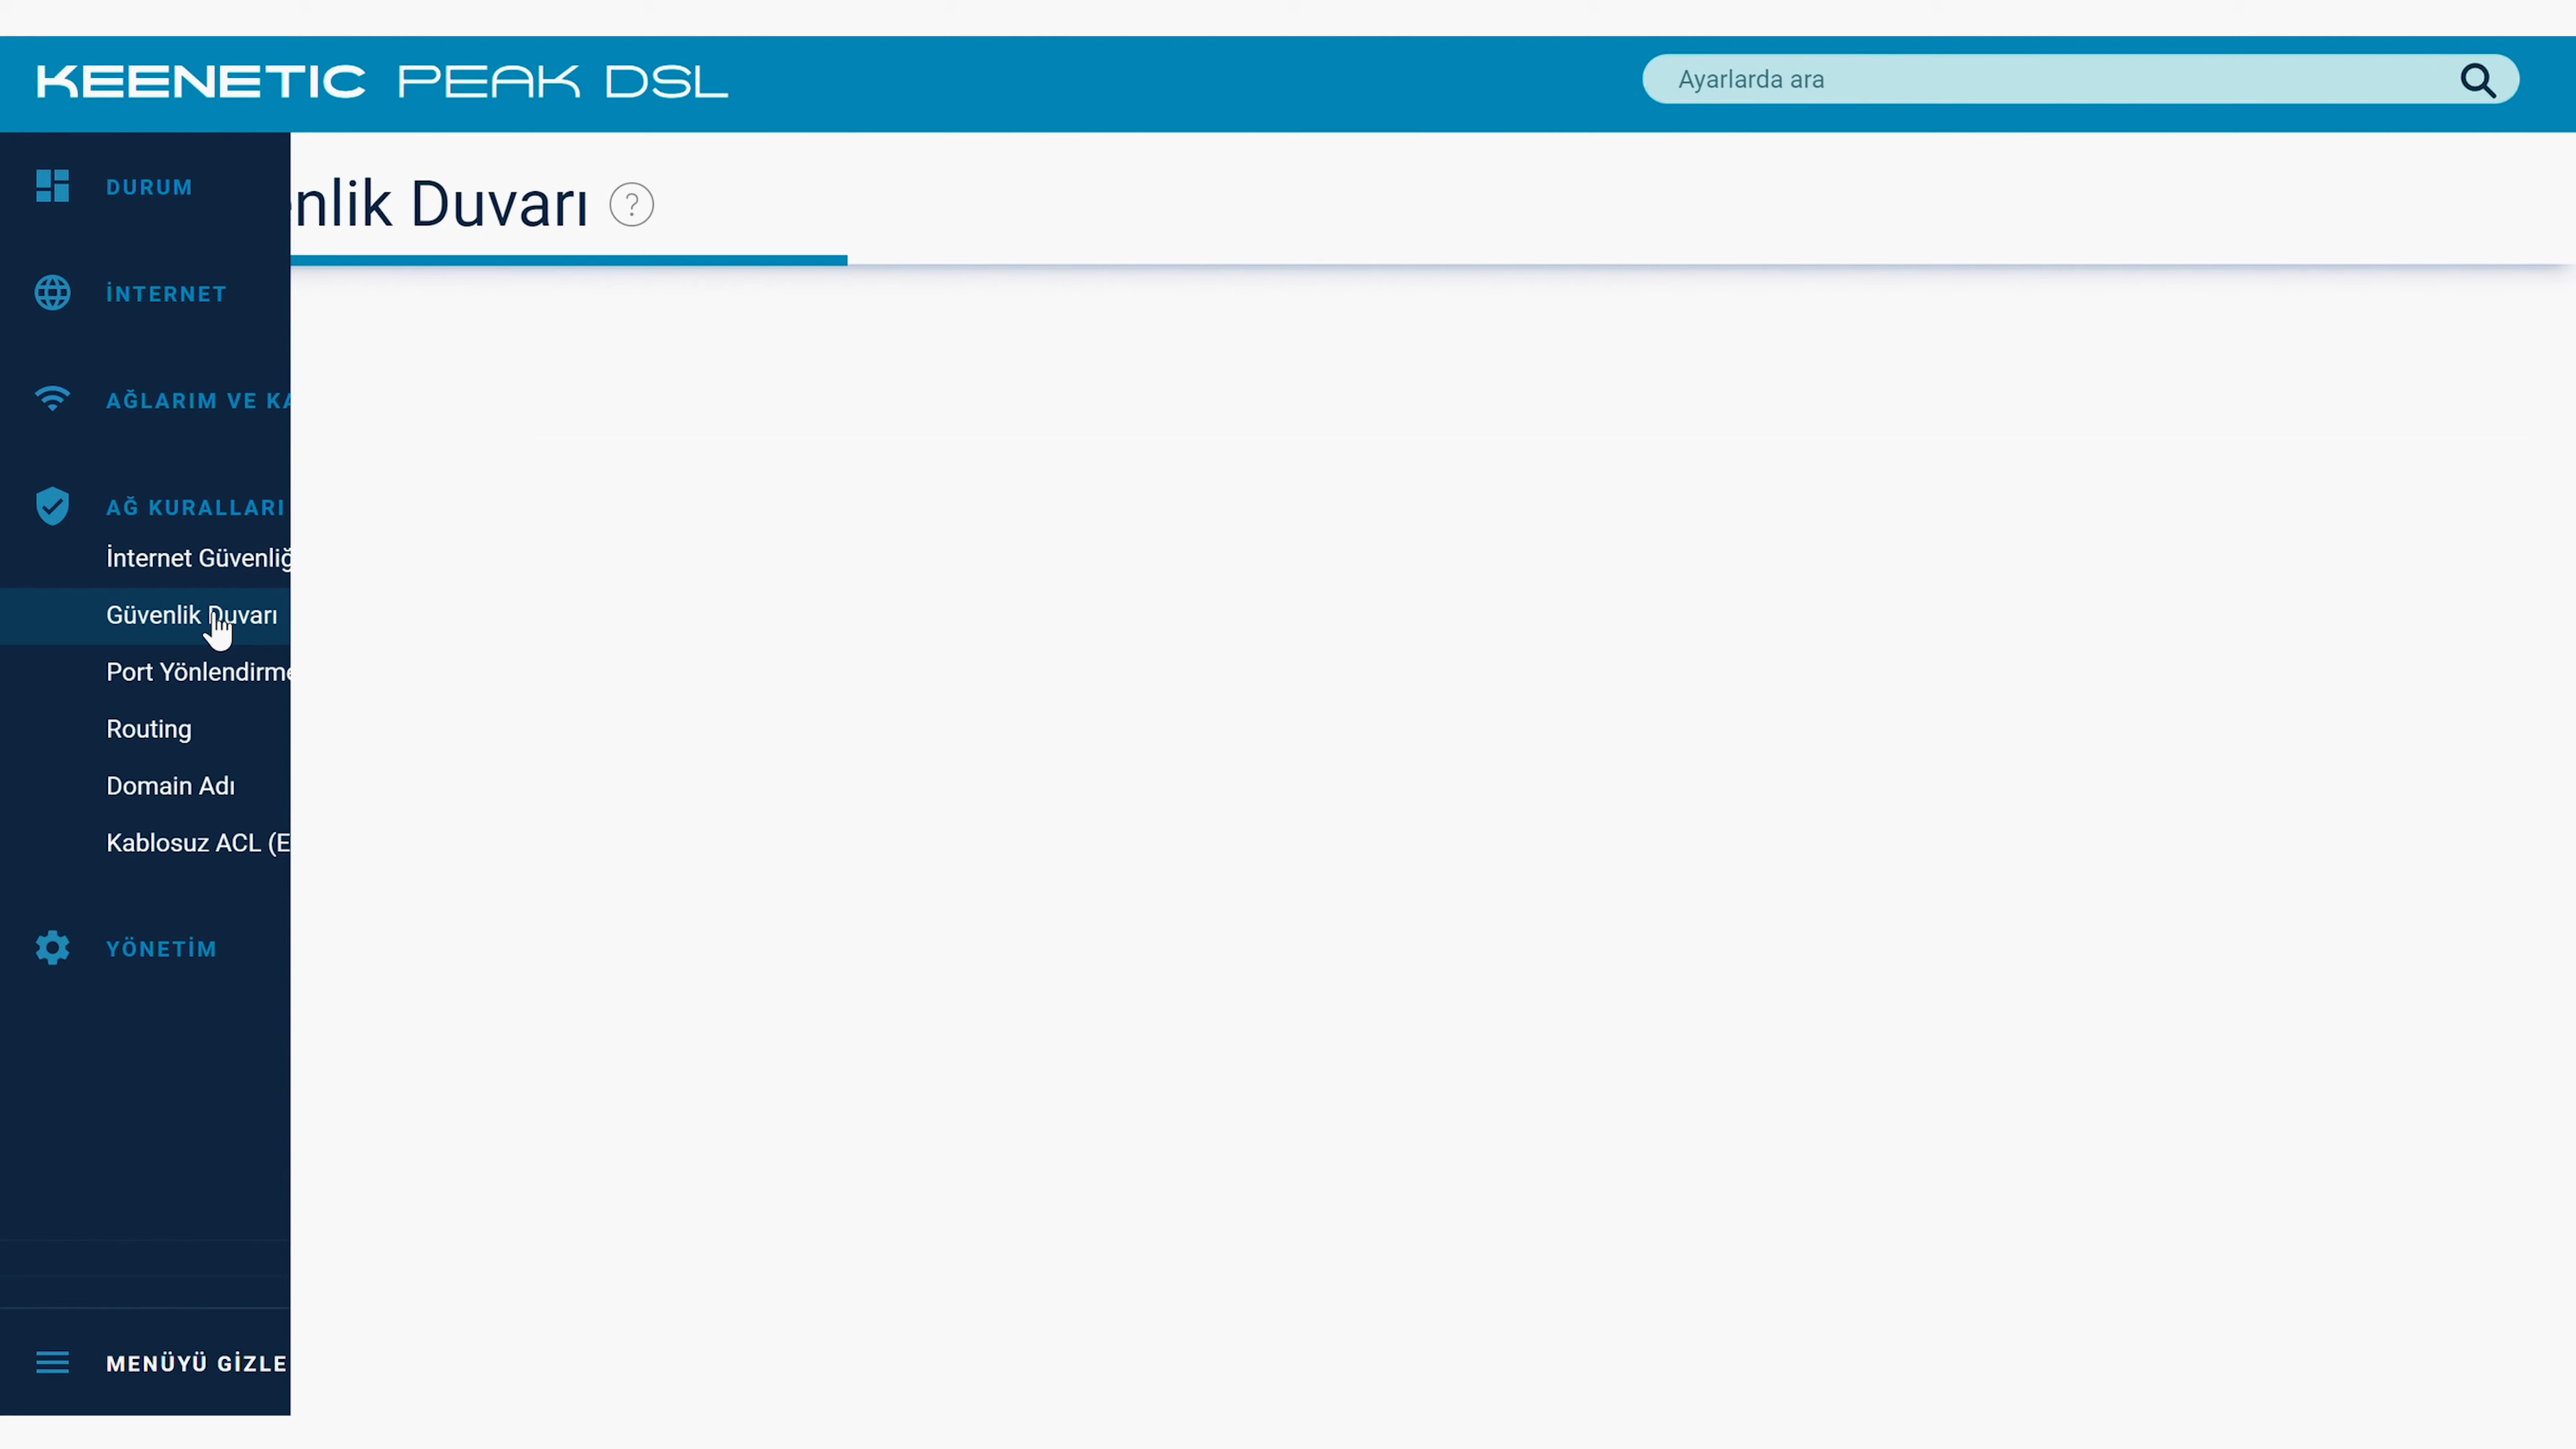 KEENETIC PEAK DSL
Ayarlarda ara
DURUM
nlik Duvarı ?
İNTERNET
AĞLARIM VE KA
AĞ KURALLARI
İnternet Güvenliğ
Güvenlik Duvarı
Port Yönlendirme
Routing
Domain Adı
Kablosuz ACL (E
YÖNETİM
MENÜYÜ GİZLE